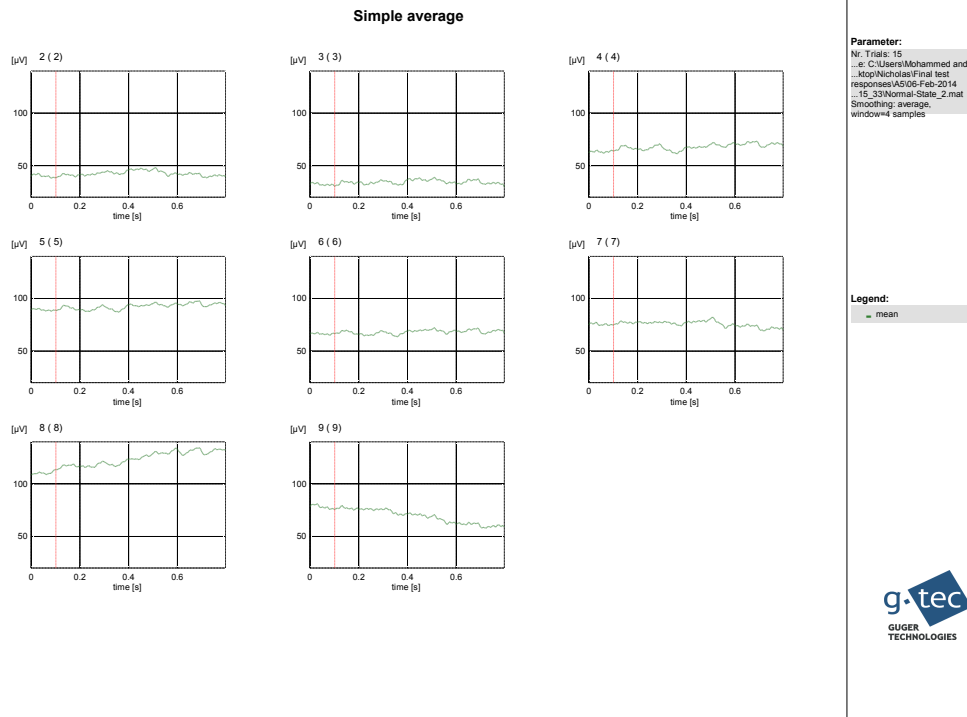 Simple average
[µV] 2 ( 2)
100
50
0 0.2 0.4 0.6
time [s]
[µV] 3 ( 3)
100
50
0 0.2 0.4 0.6
time [s]
[µV] 4 ( 4)
100
50
0 0.2 0.4 0.6
time [s]
[µV] 5 ( 5)
100
50
0 0.2 0.4 0.6
time [s]
[µV] 6 ( 6)
100
50
0 0.2 0.4 0.6
time [s]
[µV] 7 ( 7)
100
50
0 0.2 0.4 0.6
time [s]
[µV] 8 ( 8)
100
50
0 0.2 0.4 0.6
time [s]
[µV] 9 ( 9)
100
50
0 0.2 0.4 0.6
time [s]
Parameter:
Nr. Trials: 15
...e: C:\Users\Mohammed and
...ktop\Nicholas\Final test
responses\A5\06-Feb-2014
...15_33\Normal-State_2.mat
Smoothing: average,
window=4 samples
Legend:
mean
g.tec
GUGER
TECHNOLOGIES